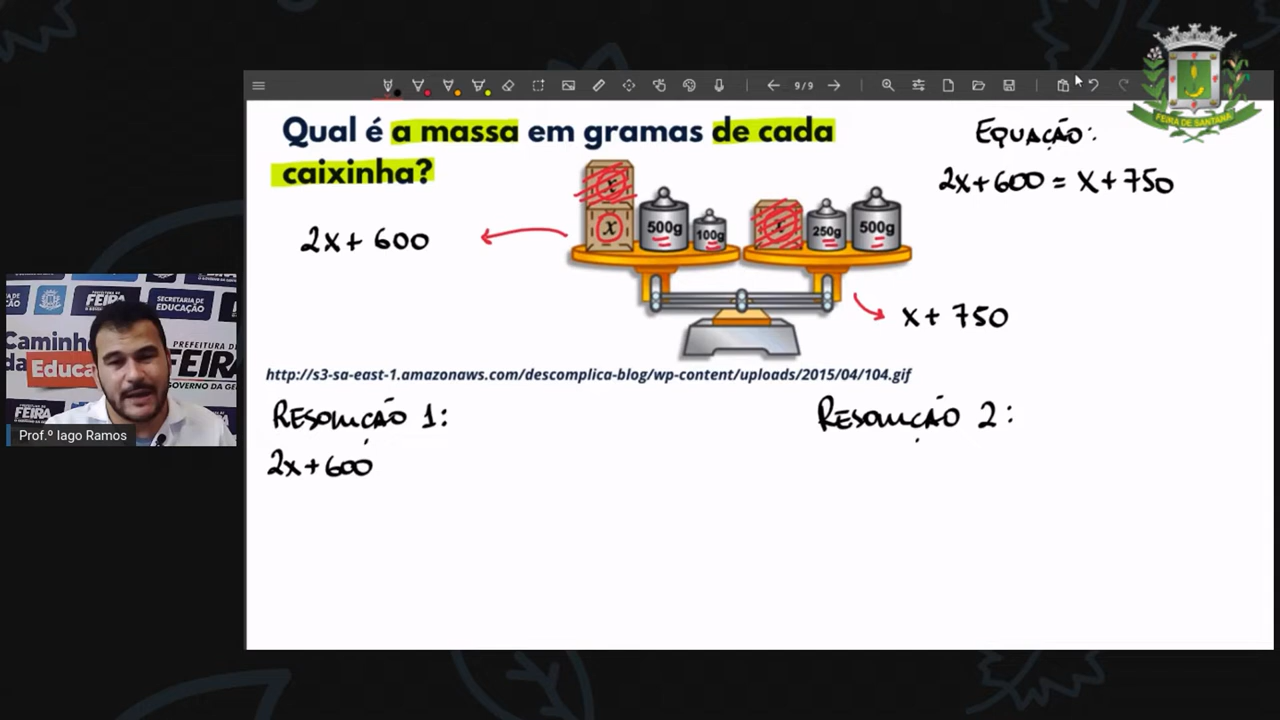 Qual é a massa em gramas de cada
caixinha?
EQUAÇÃO:
2x+600 = x+750
FEIRA DE SANTANA
2x+600
x
x
500g
100g
x
250g
500g
x+750
http://s3-sa-east-1.amazonaws.com/descomplica-blog/wp-content/uploads/2015/04/104.gif
RESOLUÇÃO 1:
2x+600
RESOLUÇÃO 2:
9/9
FEIRA
SECRETARIA DE
EDUCAÇÃO
Caminho
da
Educa
PREFEITURA DE
FEIRA
GOVERNO DA GE
FEIRA
Prof.º Iago Ramos